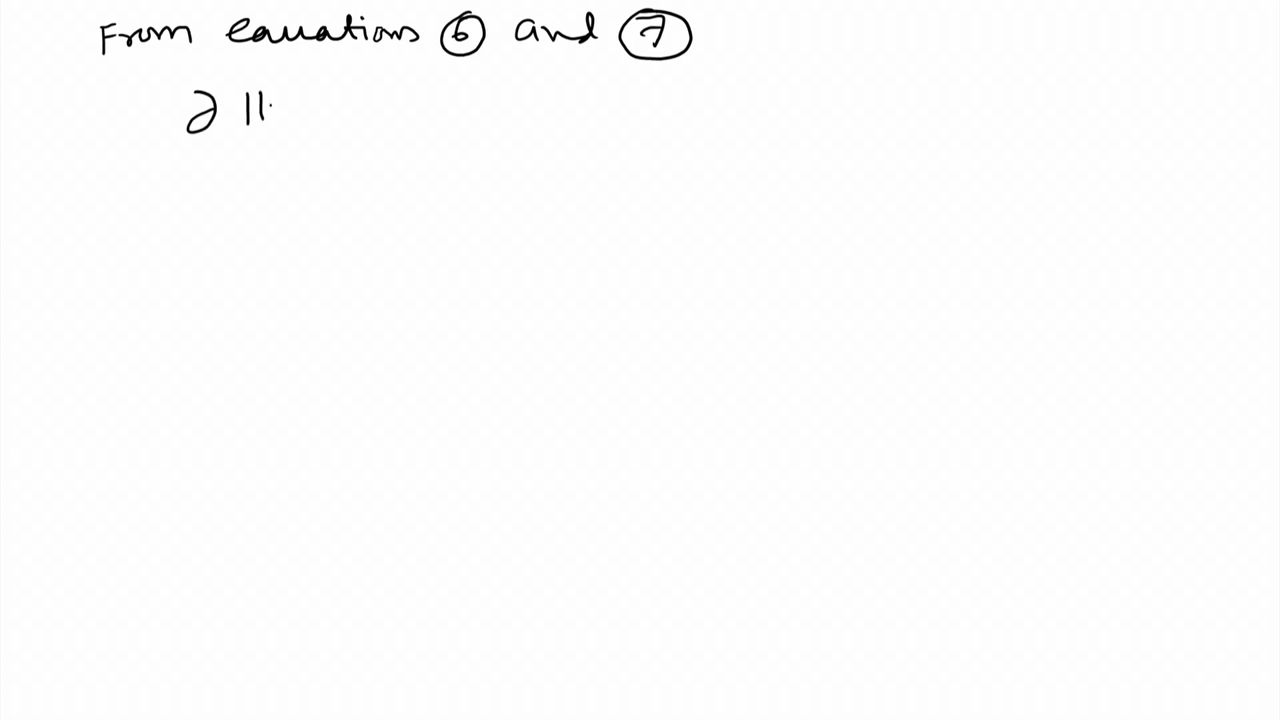 From equations ⑥ and ⑦
∂ ||